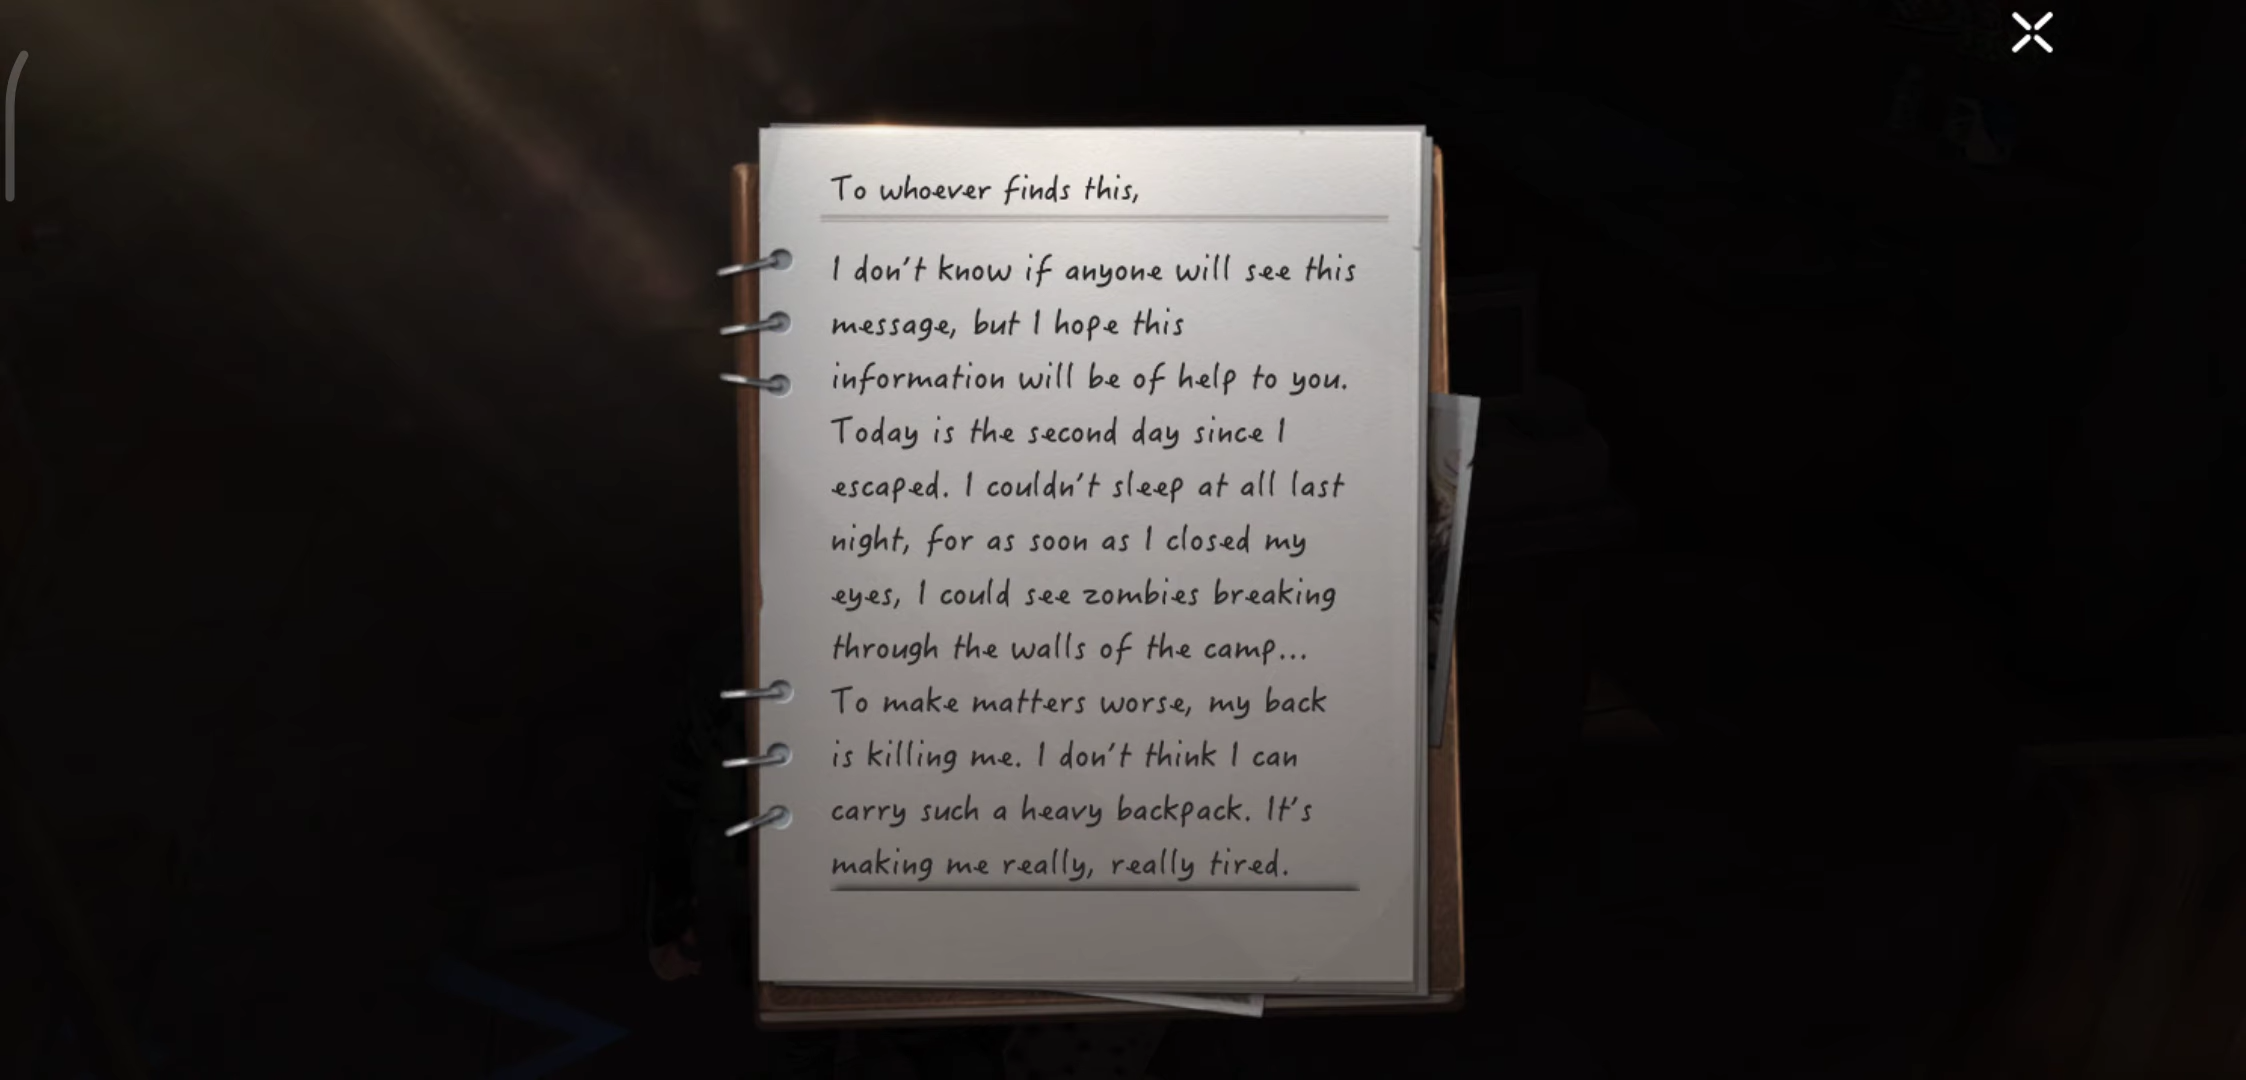 To whoever finds this,
I don't know if anyone will see this
message, but I hope this
information will be of help to you.
Today is the second day since I
escaped. I couldn't sleep at all last
night, for as soon as I closed my
eyes, I could see zombies breaking
through the walls of the camp...
To make matters worse, my back
is killing me. I don't think I can
carry such a heavy backpack. It's
making me really, really tired.